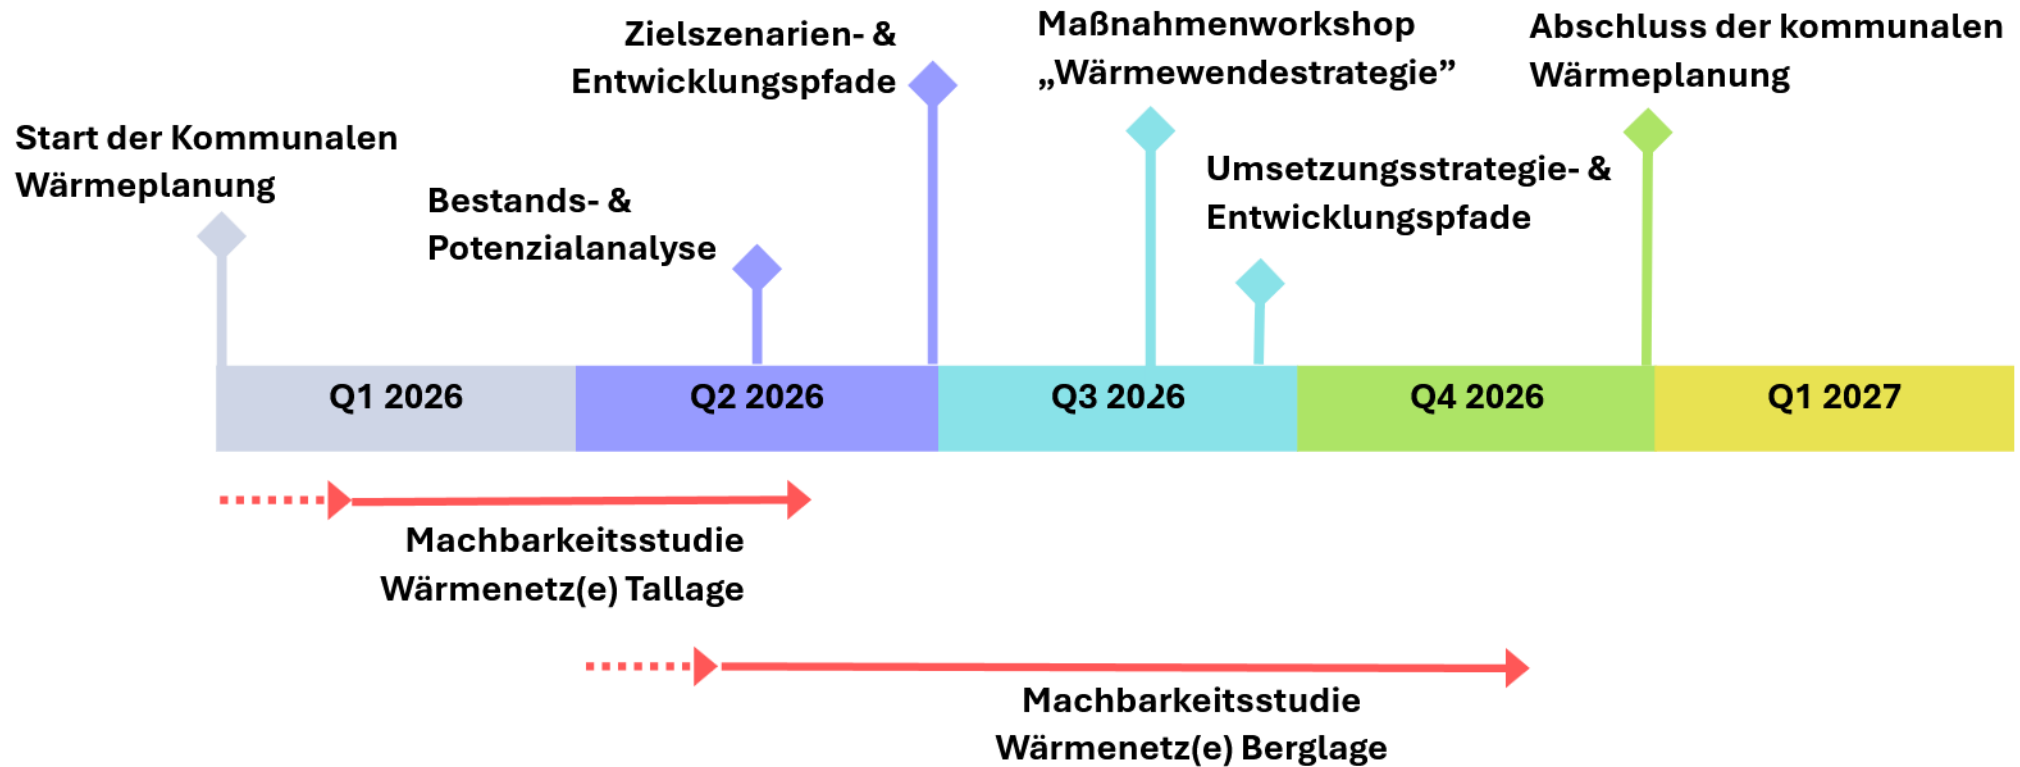 Start der Kommunalen
Wärmeplanung
Bestands- &
Potenzialanalyse
Zielszenarien- &
Entwicklungspfade
Maßnahmenworkshop
„Wärmewendestrategie”
Umsetzungsstrategie- &
Entwicklungspfade
Abschluss der kommunalen
Wärmeplanung
Q1 2026
Q2 2026
Q3 2026
Q4 2026
Q1 2027
Machbarkeitsstudie
Wärmenetz(e) Tallage
Machbarkeitsstudie
Wärmenetz(e) Berglage